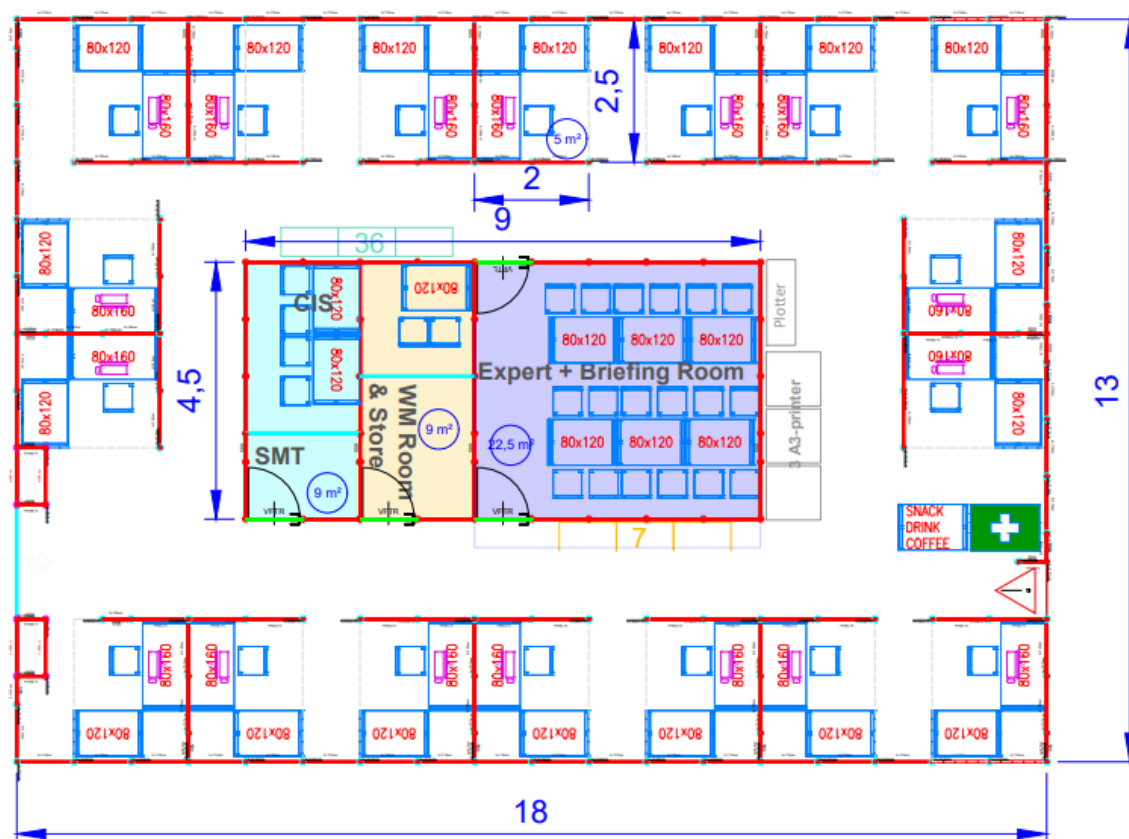 80x120 80x120 80x120 80x120 80x120 80x120 80x120
80x160 80x160 80x160 80x160 80x160 80x160 80x160
2,5
5 m²
2
9
36
80x120
80x160
80x160
80x120
VFTL
CIS
80x120
80x120
80x120
4,5
WM Room
& Store
9 m²
SMT
9 m²
VFTR
VFTR
Expert + Briefing Room
80x120 80x120 80x120
22,5 m²
80x120 80x120 80x120
7
Plotter
3 A3-printer
80x120
80x160
80x160
80x120
13
SNACK
DRINK
COFFEE
80x160 80x160 80x160 80x160 80x160 80x160 80x160
80x120 80x120 80x120 80x120 80x120 80x120 80x120
18